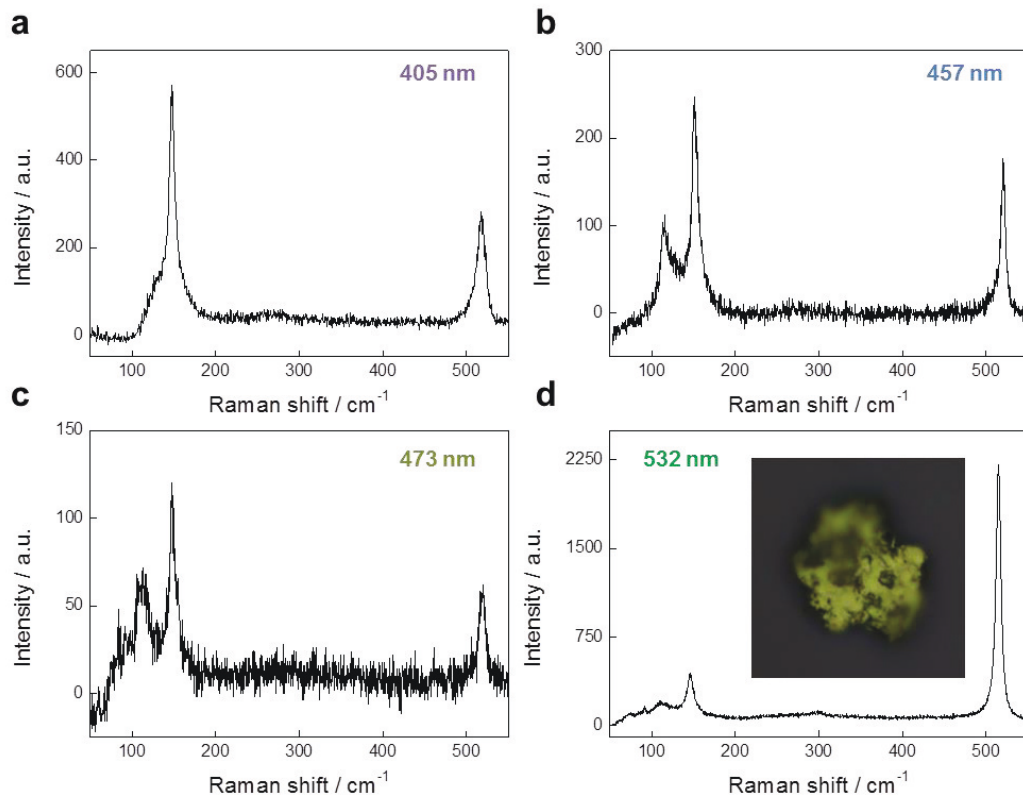 a
405 nm
Intensity / a.u.
600
400
200
0
100 200 300 400 500
Raman shift / cm⁻¹
b
457 nm
Intensity / a.u.
300
200
100
0
100 200 300 400 500
Raman shift / cm⁻¹
c
473 nm
Intensity / a.u.
150
100
50
0
100 200 300 400 500
Raman shift / cm⁻¹
d
532 nm
Intensity / a.u.
2250
1500
750
0
100 200 300 400 500
Raman shift / cm⁻¹